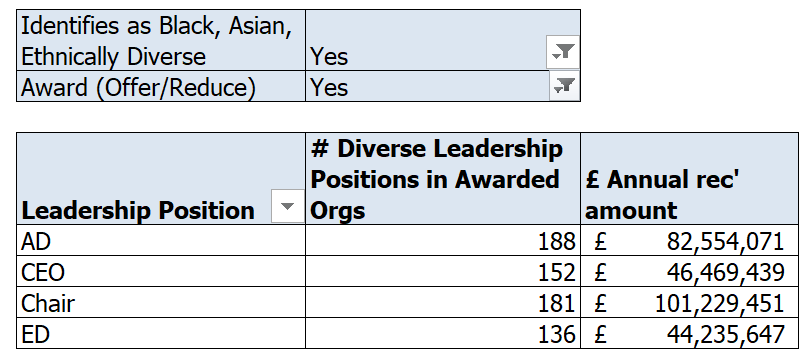 Identifies as Black, Asian,
Ethnically Diverse Yes
Award (Offer/Reduce) Yes
# Diverse Leadership
Positions in Awarded £ Annual rec'
Leadership Position Orgs amount
AD 188 £ 82,554,071
CEO 152 £ 46,469,439
Chair 181 £ 101,229,451
ED 136 £ 44,235,647